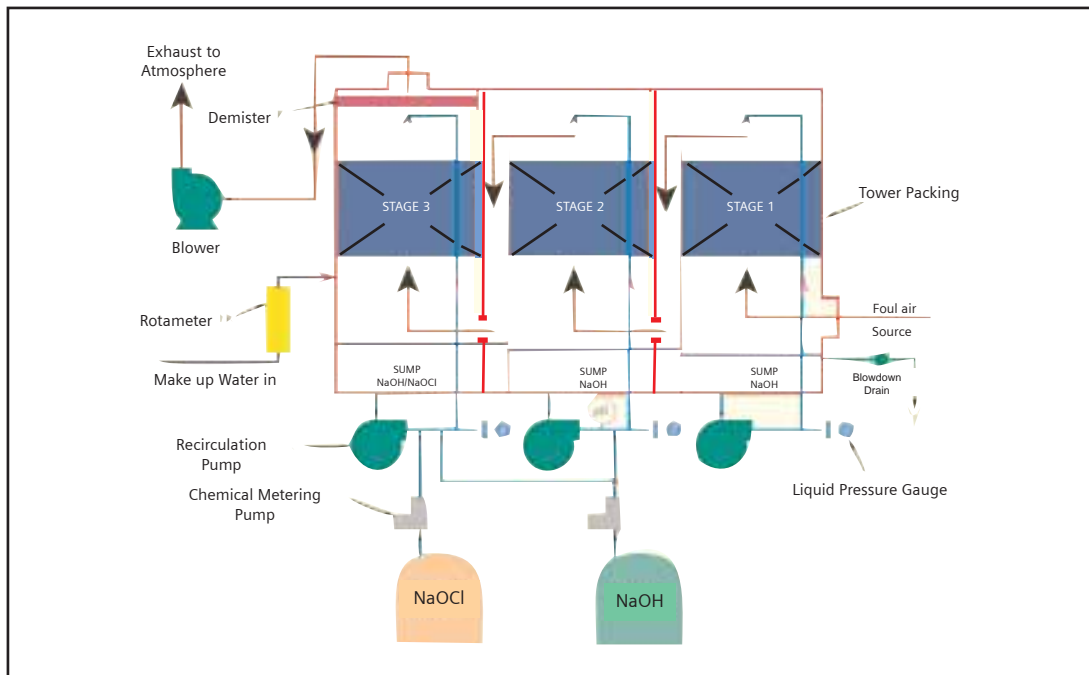 Exhaust to
Atmosphere
Demister
STAGE 3
STAGE 2
STAGE 1
Tower Packing
Blower
Rotameter
Foul air
Source
Make up Water in
SUMP
NaOH/NaOCl
SUMP
NaOH
SUMP
NaOH
Blowdown
Drain
Recirculation
Pump
Chemical Metering
Pump
Liquid Pressure Gauge
NaOCl
NaOH